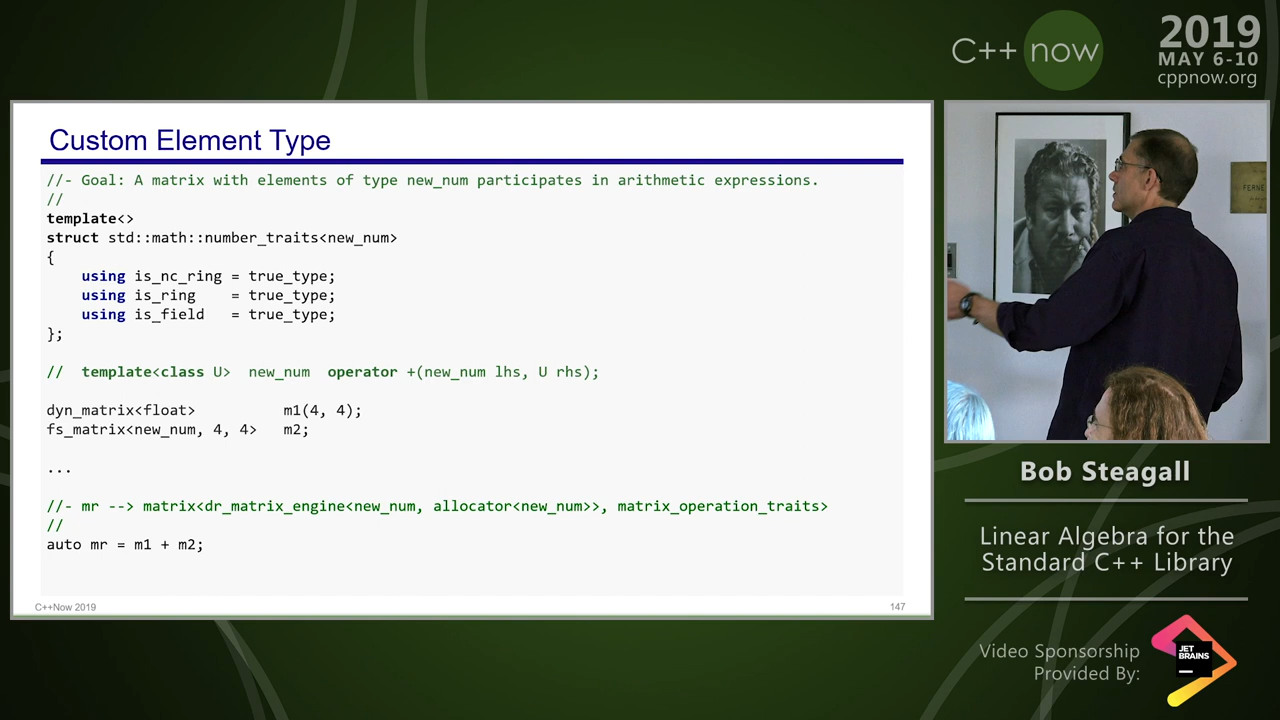 C++ now
2019
MAY 6-10
cppnow.org
Custom Element Type
//- Goal: A matrix with elements of type new_num participates in arithmetic expressions.
//
template<>
struct std::math::number_traits<new_num>
{
    using is_nc_ring = true_type;
    using is_ring    = true_type;
    using is_field   = true_type;
};
//  template<class U>  new_num  operator +(new_num lhs, U rhs);
dyn_matrix<float>          m1(4, 4);
fs_matrix<new_num, 4, 4>   m2;
...
//- mr --> matrix<dr_matrix_engine<new_num, allocator<new_num>>, matrix_operation_traits>
//
auto mr = m1 + m2;
C++Now 2019
147
FERNE
Bob Steagall
Linear Algebra for the
Standard C++ Library
Video Sponsorship
Provided By:
JET
BRAINS